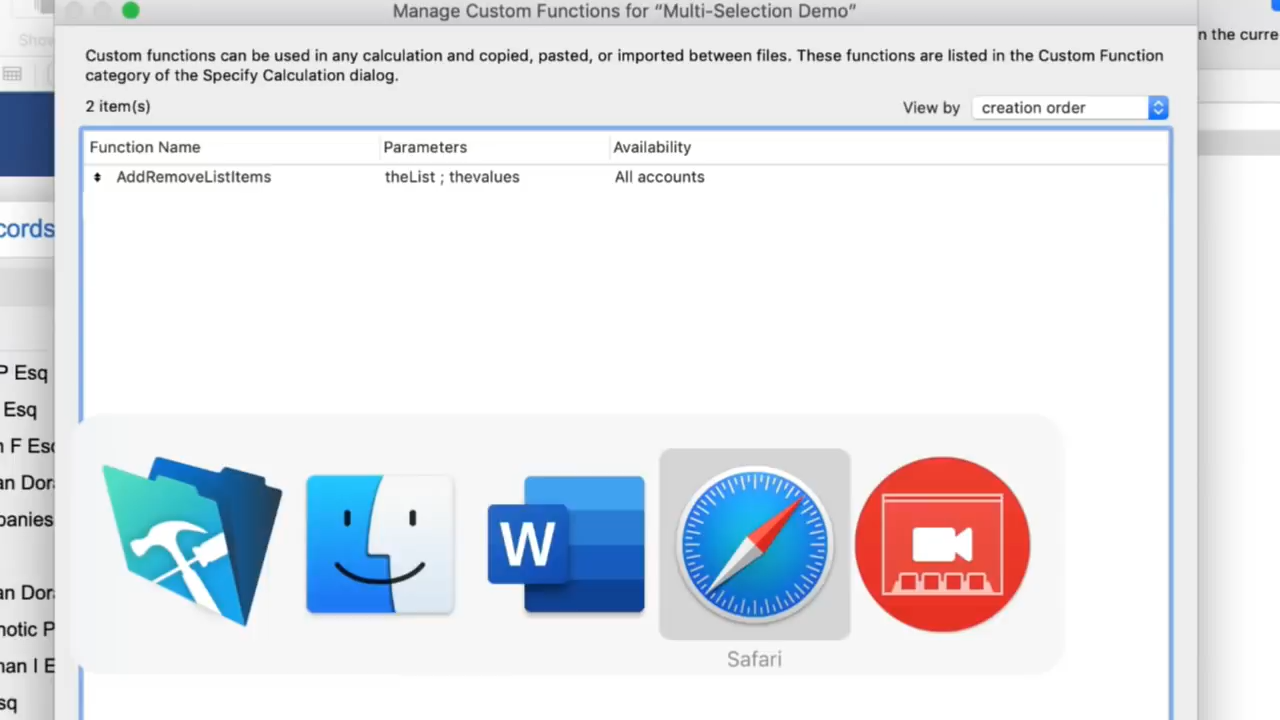 Manage Custom Functions for “Multi-Selection Demo”
Show
n the curre
Custom functions can be used in any calculation and copied, pasted, or imported between files. These functions are listed in the Custom Function
category of the Specify Calculation dialog.
2 item(s)
View by creation order
Function Name Parameters Availability
AddRemoveListItems theList ; thevalues All accounts
cords
P Esq
Esq
n F Esq
an Dor
panies
an Dor
notic P
nan I E
sq
W
Safari